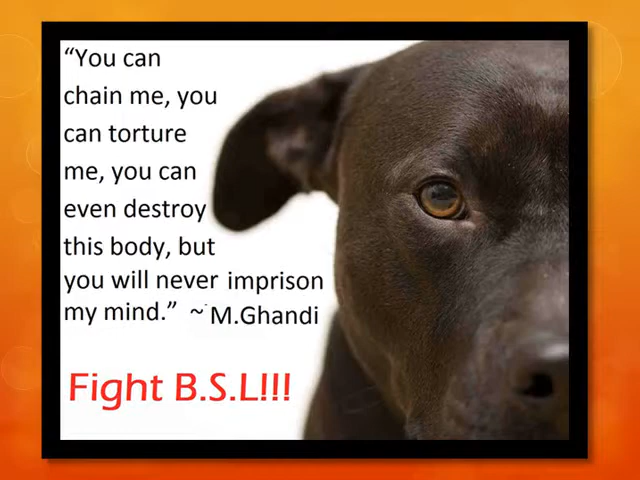 “You can
chain me, you
can torture
me, you can
even destroy
this body, but
you will never imprison
my mind.” ~ M.Ghandi
Fight B.S.L!!!